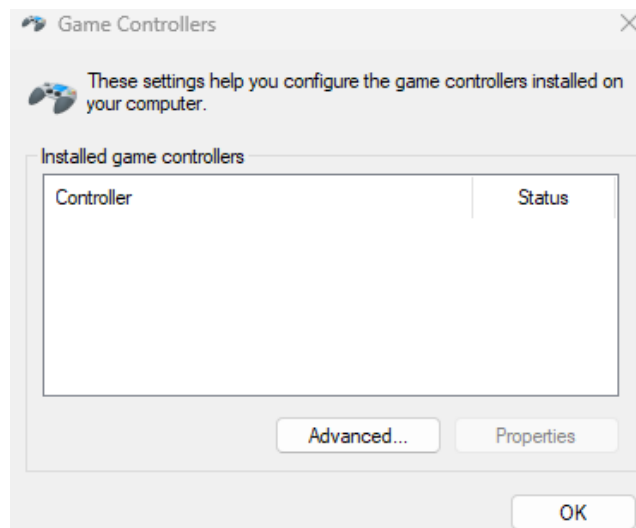 Game Controllers
These settings help you configure the game controllers installed on
your computer.
Installed game controllers
Controller Status
Advanced... Properties
OK